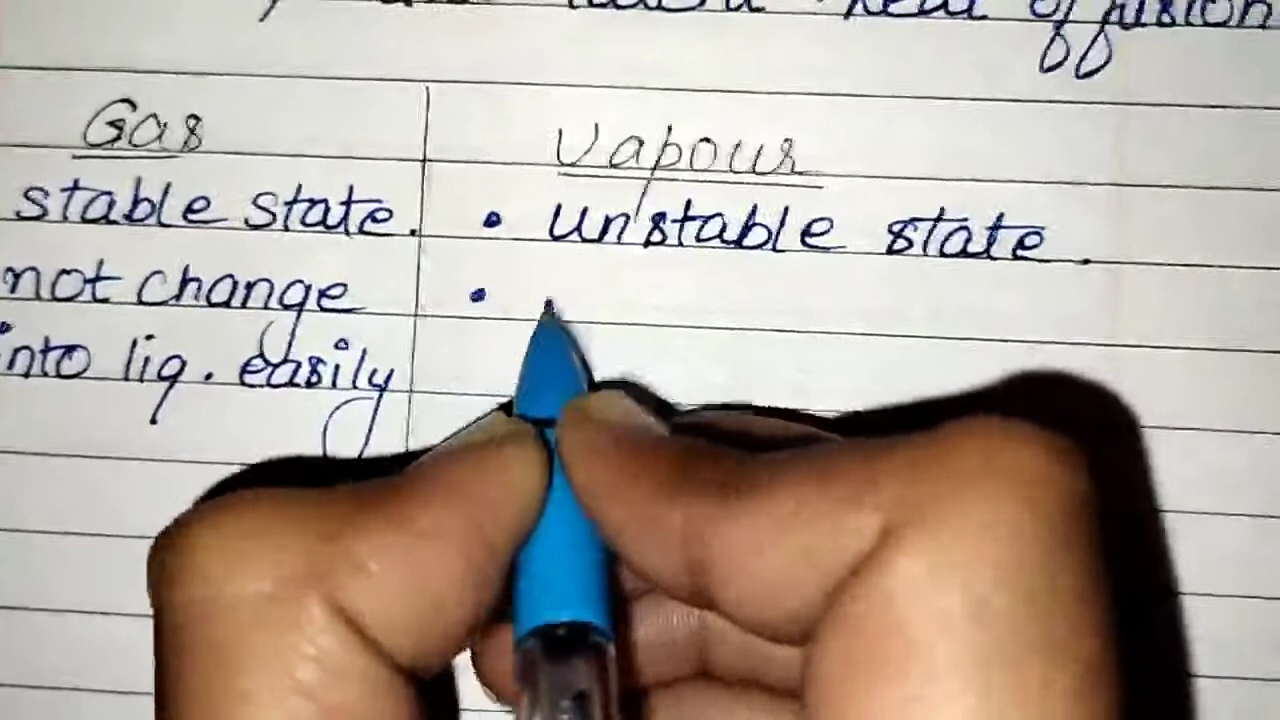 heat of fusion
Gas
Vapour
stable state.
• unstable state.
not change
•
into liq. easily